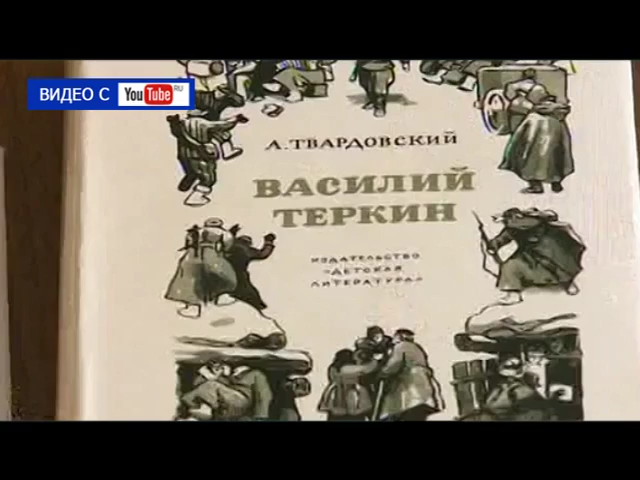 ВИДЕО С YouTube RU
А. ТВАРДОВСКИЙ
ВАСИЛИЙ
ТЕРКИН
ИЗДАТЕЛЬСТВО
«ДЕТСКАЯ
ЛИТЕРАТУРА»